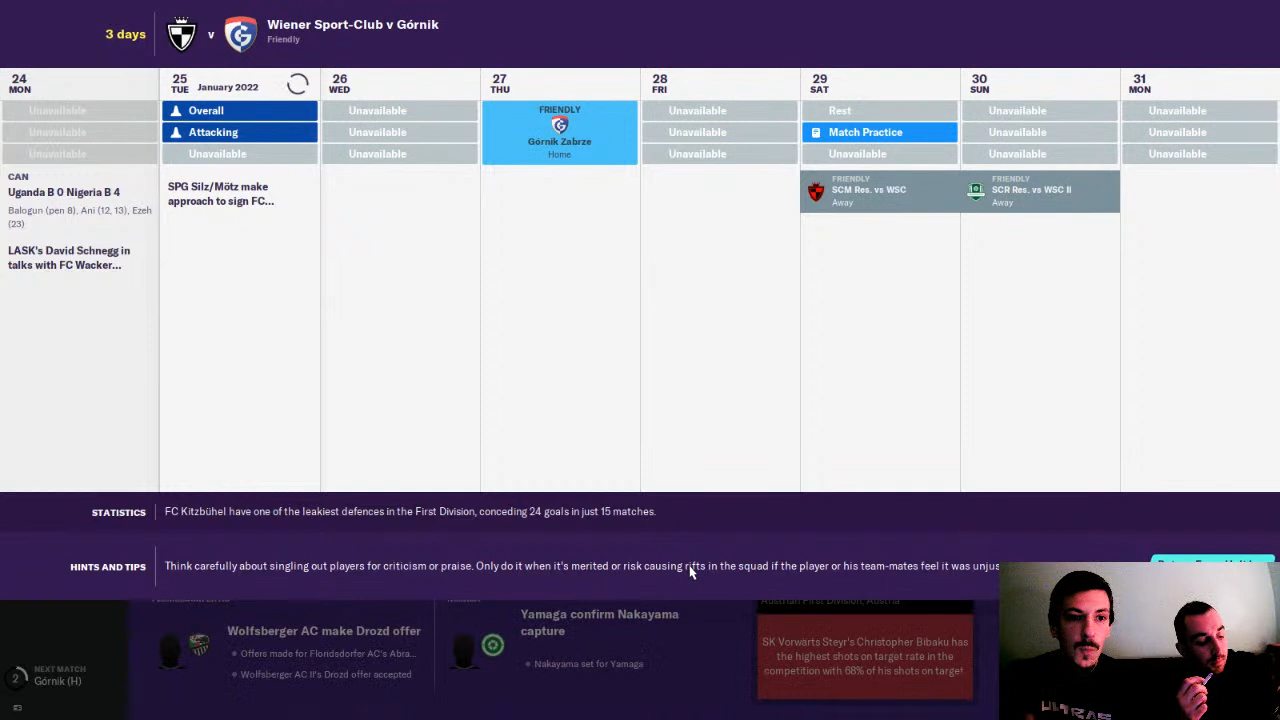 3 days
v
Wiener Sport-Club v Górnik
Friendly
24
MON
25
TUE
January 2022
26
WED
27
THU
28
FRI
29
SAT
30
SUN
31
MON
Unavailable
Unavailable
Unavailable
Overall
Attacking
Unavailable
Unavailable
Unavailable
Unavailable
FRIENDLY
Górnik Zabrze
Home
Unavailable
Unavailable
Unavailable
Rest
Match Practice
Unavailable
Unavailable
Unavailable
Unavailable
Unavailable
Unavailable
Unavailable
CAN
Uganda B 0 Nigeria B 4
Balogun (pen 8), Ani (12, 13), Ezeh
(23)
LASK's David Schnegg in
talks with FC Wacker...
SPG Silz/Mötz make
approach to sign FC...
FRIENDLY
SCM Res. vs WSC
Away
FRIENDLY
SCR Res. vs WSC II
Away
STATISTICS
FC Kitzbühel have one of the leakiest defences in the First Division, conceding 24 goals in just 15 matches.
HINTS AND TIPS
Think carefully about singling out players for criticism or praise. Only do it when it's merited or risk causing rifts in the squad if the player or his team-mates feel it was unjus
Austrian First Division, Austria
Wolfsberger AC make Drozd offer
Offers made for Floridsdorfer AC's Abra...
Wolfsberger AC II's Drozd offer accepted
Yamaga confirm Nakayama
capture
Nakayama set for Yamaga
SK Vorwärts Steyr's Christopher Bibaku has
the highest shots on target rate in the
competition with 68% of his shots on target
2
NEXT MATCH
Górnik (H)
ULTRAS